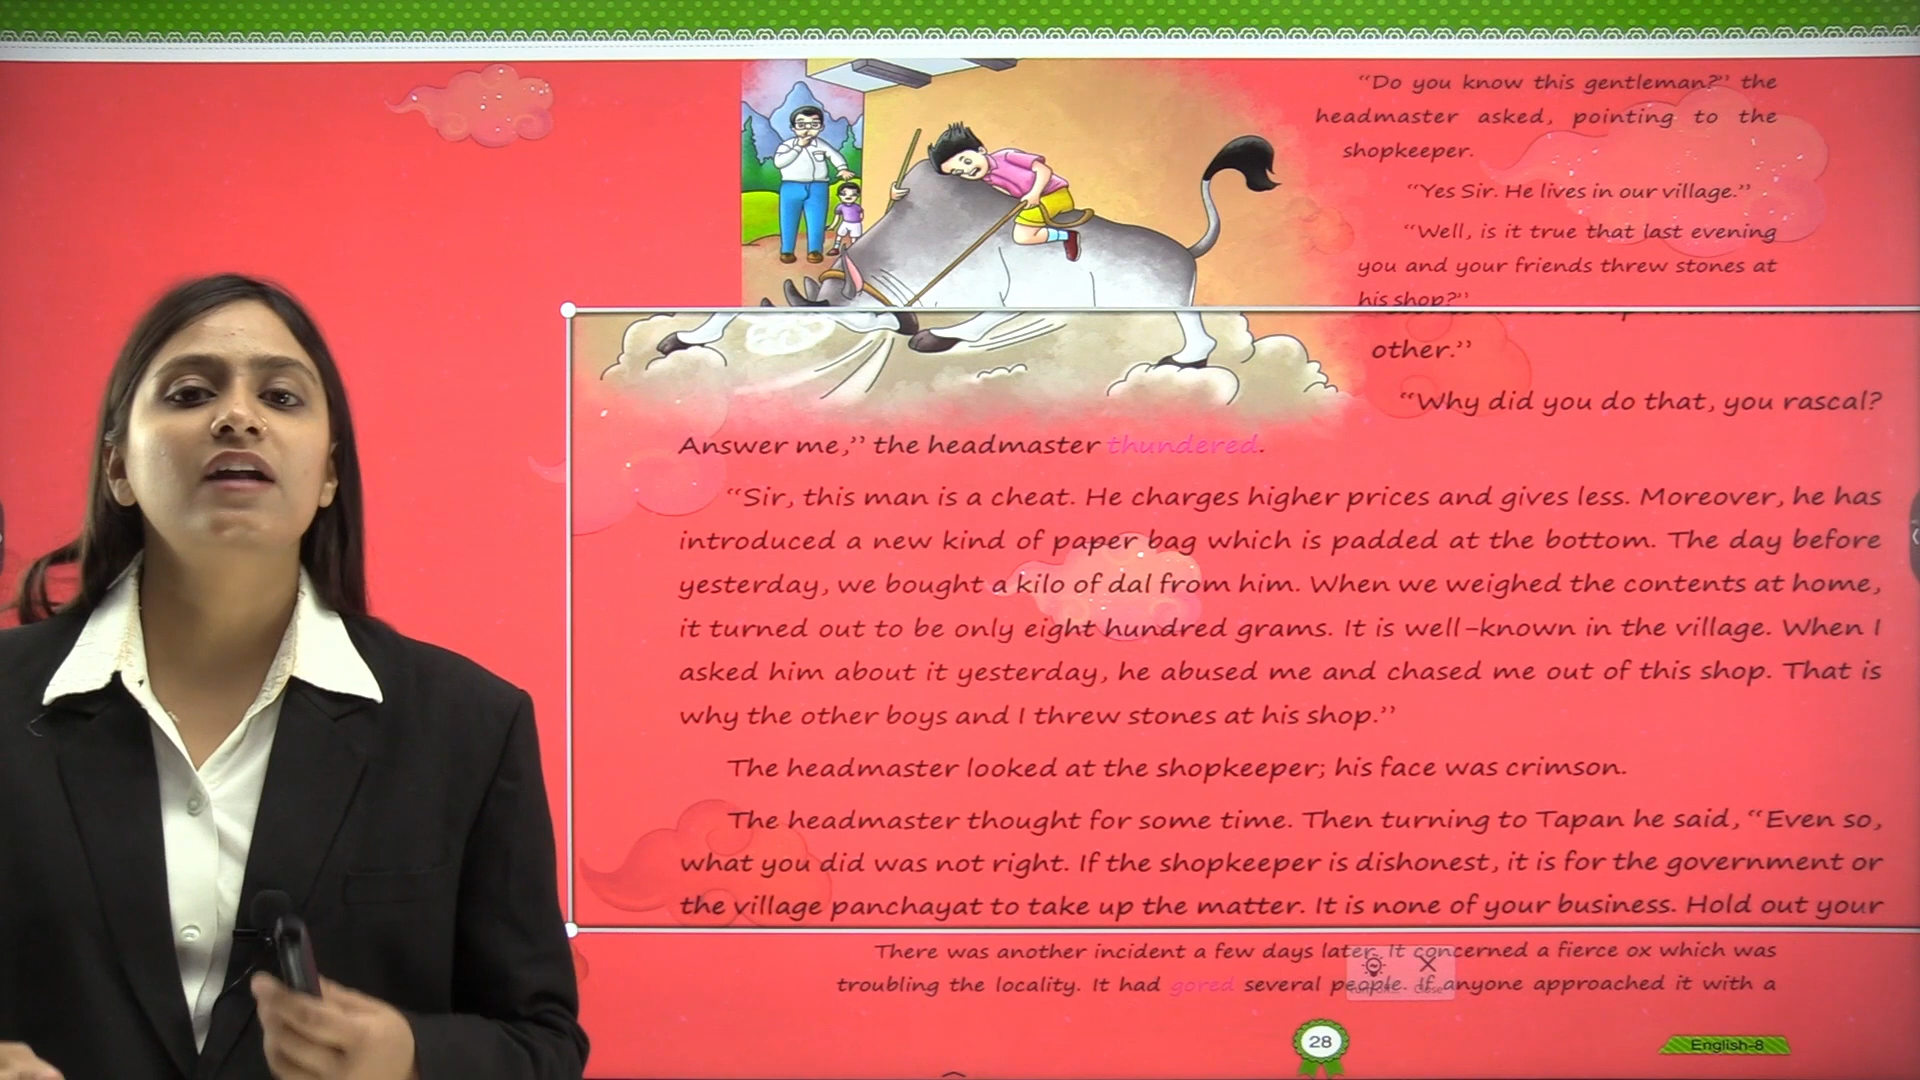 “Do you know this gentleman?” the
headmaster asked, pointing to the
shopkeeper.
“Yes Sir. He lives in our village.”
“Well, is it true that last evening
you and your friends threw stones at
his shop?”
other.”
“Why did you do that, you rascal?
Answer me,” the headmaster thundered.
“Sir, this man is a cheat. He charges higher prices and gives less. Moreover, he has
introduced a new kind of paper bag which is padded at the bottom. The day before
yesterday, we bought a kilo of dal from him. When we weighed the contents at home,
it turned out to be only eight hundred grams. It is well-known in the village. When I
asked him about it yesterday, he abused me and chased me out of this shop. That is
why the other boys and I threw stones at his shop.”
The headmaster looked at the shopkeeper; his face was crimson.
The headmaster thought for some time. Then turning to Tapan he said, “Even so,
what you did was not right. If the shopkeeper is dishonest, it is for the government or
the village panchayat to take up the matter. It is none of your business. Hold out your
There was another incident a few days later. It concerned a fierce ox which was
troubling the locality. It had gored several people. If anyone approached it with a
Close
28
English-8